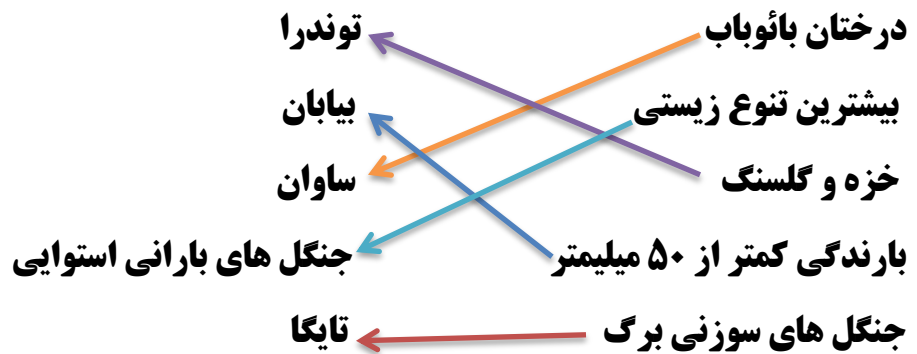 درختان بائوباب توندرا
بیشترین تنوع زیستی بیابان
خزه و گلسنگ ساوان
بارندگی کمتر از ۵۰ میلیمتر جنگل های بارانی استوایی
جنگل های سوزنی برگ تایگا